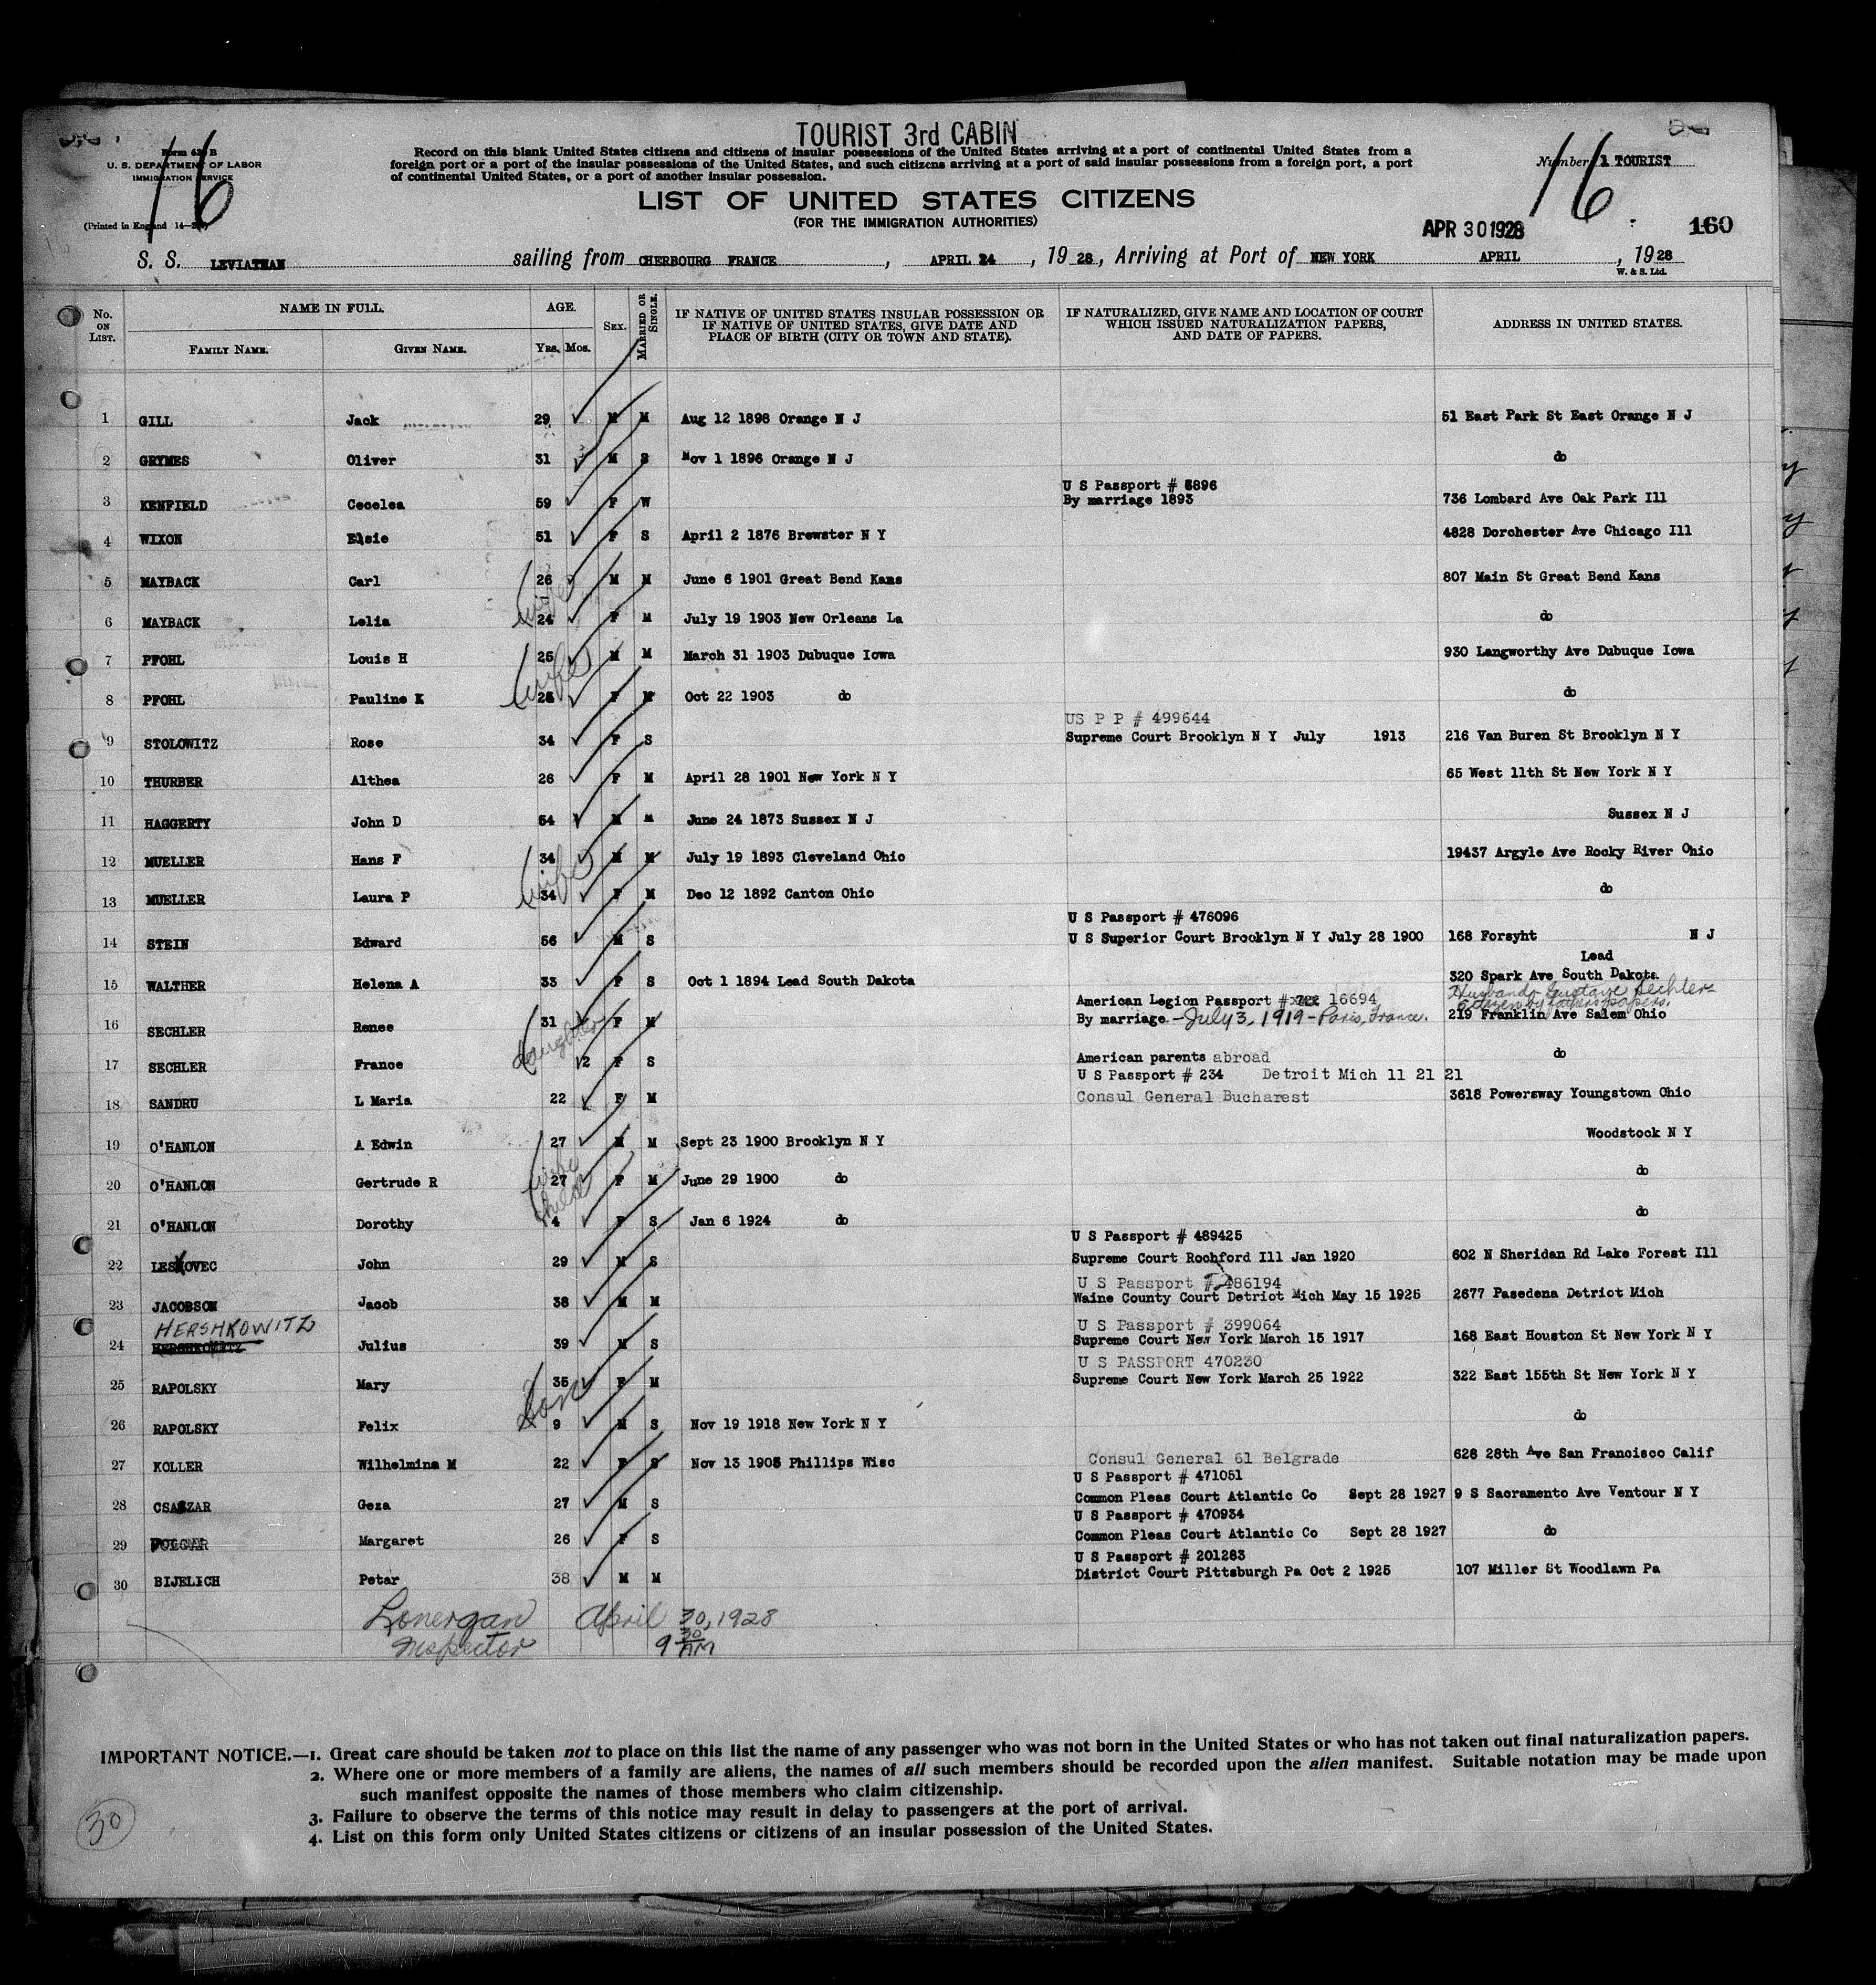 TOURIST 3rd CABIN
U. S. DEPARTMENT OF LABOR
IMMIGRATION SERVICE
(Printed in England
16
Record on this blank United States citizens and citizens of insular possessions of the United States arriving at a port of continental United States from a
foreign port or a port of the insular possessions of the United States, and such citizens arriving at a port of said insular possessions from a foreign port, a port
of continental United States, or a port of another insular possession.
Number 1 TOURIST
16
LIST OF UNITED STATES CITIZENS
(FOR THE IMMIGRATION AUTHORITIES)
APR 30 1928
160
S. S. LEVIATHAN sailing from CHERBOURG FRANCE, APRIL 24, 1928, Arriving at Port of NEW YORK APRIL, 1928
W. & S. Ltd.
No. ON LIST. NAME IN FULL. FAMILY NAME. GIVEN NAME. AGE. YRS. MOS. SEX. MARRIED OR SINGLE. IF NATIVE OF UNITED STATES INSULAR POSSESSION OR IF NATIVE OF UNITED STATES, GIVE DATE AND PLACE OF BIRTH (CITY OR TOWN AND STATE). IF NATURALIZED, GIVE NAME AND LOCATION OF COURT WHICH ISSUED NATURALIZATION PAPERS, AND DATE OF PAPERS. ADDRESS IN UNITED STATES.
1 GILL Jack 29 M M Aug 12 1898 Orange N J 51 East Park St East Orange N J
2 GRYMES Oliver 31 M S Nov 1 1896 Orange N J do
U S Passport # 5896
3 KENFIELD Cecelea 59 F W By marriage 1893 736 Lombard Ave Oak Park Ill
4 WIXON Elsie 51 F S April 2 1876 Brewster N Y 4828 Dorchester Ave Chicago Ill
5 MAYBACK Carl 26 M M June 6 1901 Great Bend Kans 807 Main St Great Bend Kans
wife
6 MAYBACK Lelia 24 F M July 19 1903 New Orleans La do
7 PFOHL Louis H 25 M M March 31 1903 Dubuque Iowa 930 Langworthy Ave Dubuque Iowa
wife
8 PFOHL Pauline K 25 F M Oct 22 1903 do do
US P P # 499644
9 STOLOWITZ Rose 34 F S Supreme Court Brooklyn N Y July 1913 216 Van Buren St Brooklyn N Y
10 THURBER Althea 26 F M April 28 1901 New York N Y 65 West 11th St New York N Y
11 HAGGERTY John D 54 M M June 24 1873 Sussex N J Sussex N J
12 MUELLER Hans F 34 M M July 19 1893 Cleveland Ohio 19437 Argyle Ave Rocky River Ohio
wife
13 MUELLER Laura P 34 F M Dec 12 1892 Canton Ohio do
U S Passport # 476096
14 STEIN Edward 56 M S U S Superior Court Brooklyn N Y July 28 1900 168 Forsyht N J
Lead
15 WALTHER Helena A 33 F S Oct 1 1894 Lead South Dakota 320 Spark Ave South Dakota
Husband Gustave Sechler
citizen by fathers papers.
American Legion Passport # 16694
16 SECHLER Renee 31 F M By marriage - July 3, 1919 - Paris, France. 219 Franklin Ave Salem Ohio
daughter
17 SECHLER France 2 F S American parents abroad do
U S Passport # 234 Detroit Mich 11 21 21
18 SANDRU L Maria 22 F M Consul General Bucharest 3618 Powersway Youngstown Ohio
19 O'HANLON A Edwin 27 M M Sept 23 1900 Brooklyn N Y Woodstock N Y
wife
20 O'HANLON Gertrude R 27 F M June 29 1900 do do
child
21 O'HANLON Dorothy 4 F S Jan 6 1924 do do
U S Passport # 489425
22 LESKOVEC John 29 M S Supreme Court Rochford Ill Jan 1920 602 N Sheridan Rd Lake Forest Ill
U S Passport # 486194
23 JACOBSON Jacob 38 M M Waine County Court Detriot Mich May 15 1925 2677 Pasedena Detriot Mich
HERSHKOWITZ
U S Passport # 399064
24 HERSHKOWITZ Julius 39 M S Supreme Court New York March 15 1917 168 East Houston St New York N Y
U S PASSPORT 470230
25 RAPOLSKY Mary 35 F M Supreme Court New York March 25 1922 322 East 155th St New York N Y
Son
26 RAPOLSKY Felix 9 M S Nov 19 1918 New York N Y do
27 KOLLER Wilhelmina M 22 F S Nov 13 1905 Phillips Wisc Consul General 61 Belgrade 628 28th Ave San Francisco Calif
U S Passport # 471051
28 CSASZAR Geza 27 M S Common Pleas Court Atlantic Co Sept 28 1927 9 S Sacramento Ave Ventour N Y
U S Passport # 470934
29 FOLGAR Margaret 26 F S Common Pleas Court Atlantic Co Sept 28 1927 do
U S Passport # 201283
30 BIJELICH Petar 38 M M District Court Pittsburgh Pa Oct 2 1925 107 Miller St Woodlawn Pa
Lonergan April 30, 1928
Inspector 9 30 AM
IMPORTANT NOTICE.—1. Great care should be taken not to place on this list the name of any passenger who was not born in the United States or who has not taken out final naturalization papers.
2. Where one or more members of a family are aliens, the names of all such members should be recorded upon the alien manifest. Suitable notation may be made upon
such manifest opposite the names of those members who claim citizenship.
3. Failure to observe the terms of this notice may result in delay to passengers at the port of arrival.
4. List on this form only United States citizens or citizens of an insular possession of the United States.
30